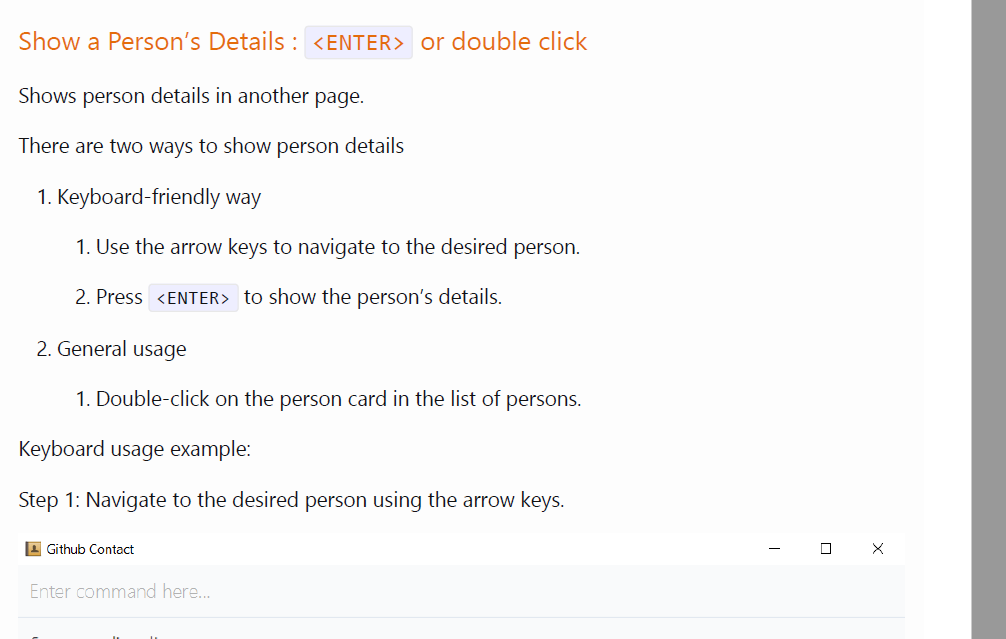 Show a Person’s Details : <ENTER> or double click
Shows person details in another page.
There are two ways to show person details
1. Keyboard-friendly way
1. Use the arrow keys to navigate to the desired person.
2. Press <ENTER> to show the person’s details.
2. General usage
1. Double-click on the person card in the list of persons.
Keyboard usage example:
Step 1: Navigate to the desired person using the arrow keys.
Github Contact
Enter command here...